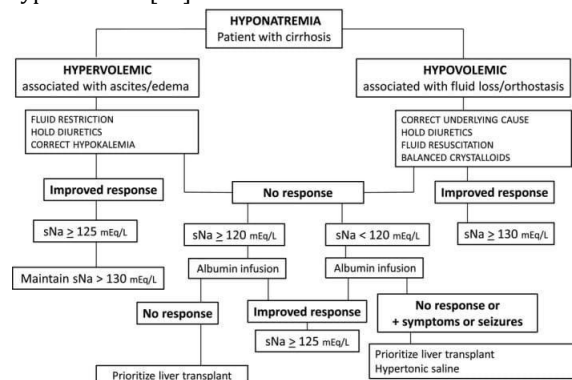 HYPONATREMIA
Patient with cirrhosis
HYPERVOLEMIC
associated with ascites/edema
HYPOVOLEMIC
associated with fluid loss/orthostasis
FLUID RESTRICTION
HOLD DIURETICS
CORRECT HYPOKALEMIA
CORRECT UNDERLYING CAUSE
HOLD DIURETICS
FLUID RESUSCITATION
BALANCED CRYSTALLOIDS
Improved response
No response
Improved response
sNa ≥ 125 mEq/L
sNa ≥ 120 mEq/L
sNa < 120 mEq/L
sNa ≥ 130 mEq/L
Maintain sNa > 130 mEq/L
Albumin infusion
Albumin infusion
No response
Improved response
No response or
+ symptoms or seizures
sNa ≥ 125 mEq/L
Prioritize liver transplant
Hypertonic saline
Prioritize liver transplant